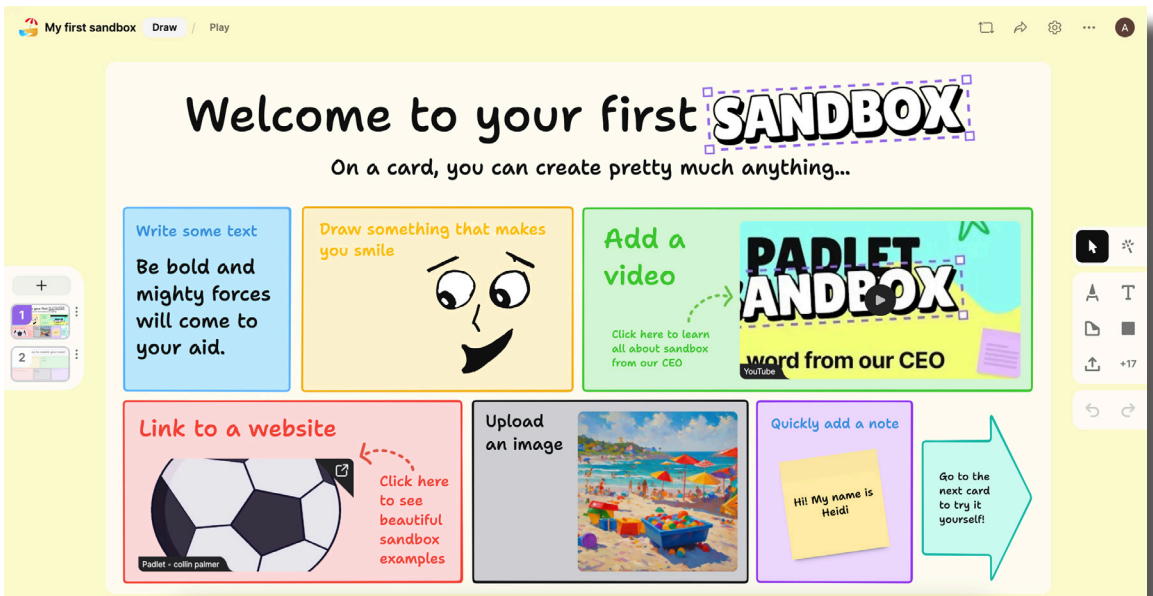 My first sandbox Draw / Play
A
Welcome to your first SANDBOX
On a card, you can create pretty much anything...
Write some text
Be bold and
mighty forces
will come to
your aid.
Draw something that makes
you smile
Add a
video
Click here to learn
all about sandbox
from our CEO
PADLET
SANDBOX
word from our CEO
YouTube
+
1
2
T
+17
Link to a website
Click here
to see
beautiful
sandbox
examples
Padlet - collin palmer
Upload
an image
Quickly add a note
Hi! My name is
Heidi
Go to the
next card
to try it
yourself!